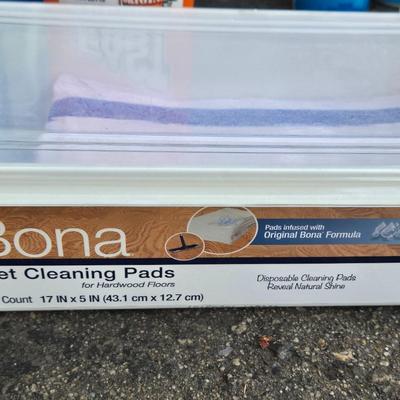 Bona
Pads infused with
Original Bona® Formula
et Cleaning Pads
for Hardwood Floors
Disposable Cleaning Pads
Reveal Natural Shine
Count 17 IN x 5 IN (43.1 cm x 12.7 cm)